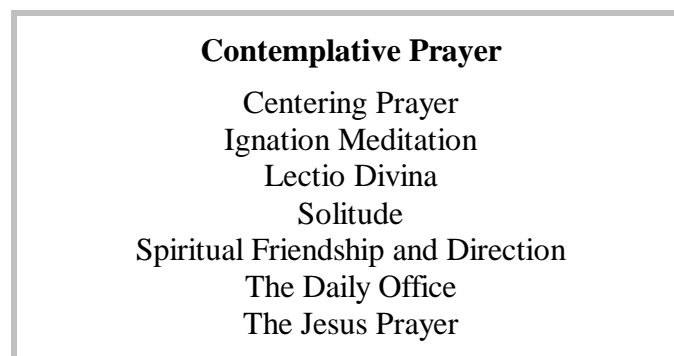 Contemplative Prayer
Centering Prayer
Ignation Meditation
Lectio Divina
Solitude
Spiritual Friendship and Direction
The Daily Office
The Jesus Prayer